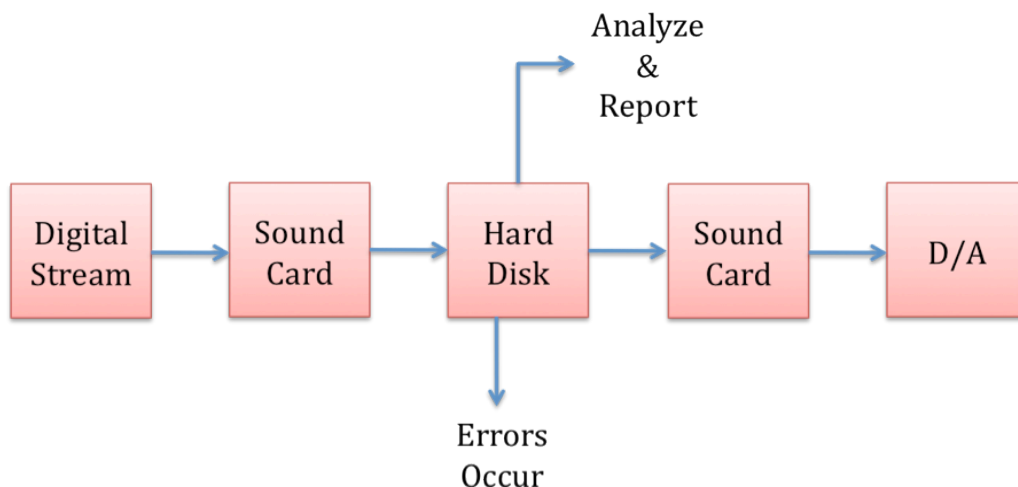 Analyze
&
Report
Digital
Stream
Sound
Card
Hard
Disk
Sound
Card
D/A
Errors
Occur